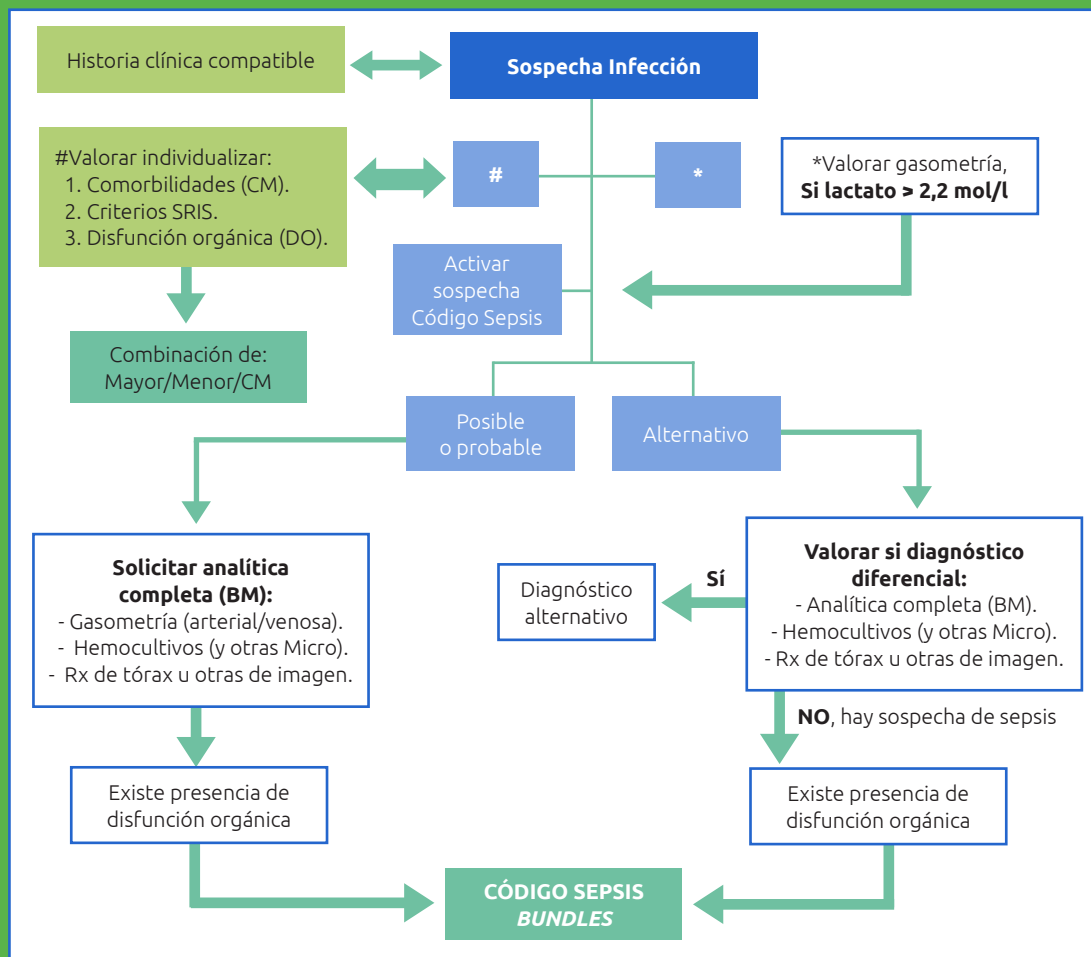 Historia clínica compatible
Sospecha Infección
#Valorar individualizar:
1. Comorbilidades (CM).
2. Criterios SRIS.
3. Disfunción orgánica (DO).
#
*
*Valorar gasometría,
Si lactato > 2,2 mol/l
Activar
sospecha
Código Sepsis
Combinación de:
Mayor/Menor/CM
Posible
o probable
Alternativo
Solicitar analítica
completa (BM):
- Gasometría (arterial/venosa).
- Hemocultivos (y otras Micro).
- Rx de tórax u otras de imagen.
Diagnóstico
alternativo
Sí
Valorar si diagnóstico
diferencial:
- Analítica completa (BM).
- Hemocultivos (y otras Micro).
- Rx de tórax u otras de imagen.
NO, hay sospecha de sepsis
Existe presencia de
disfunción orgánica
Existe presencia de
disfunción orgánica
CÓDIGO SEPSIS
BUNDLES